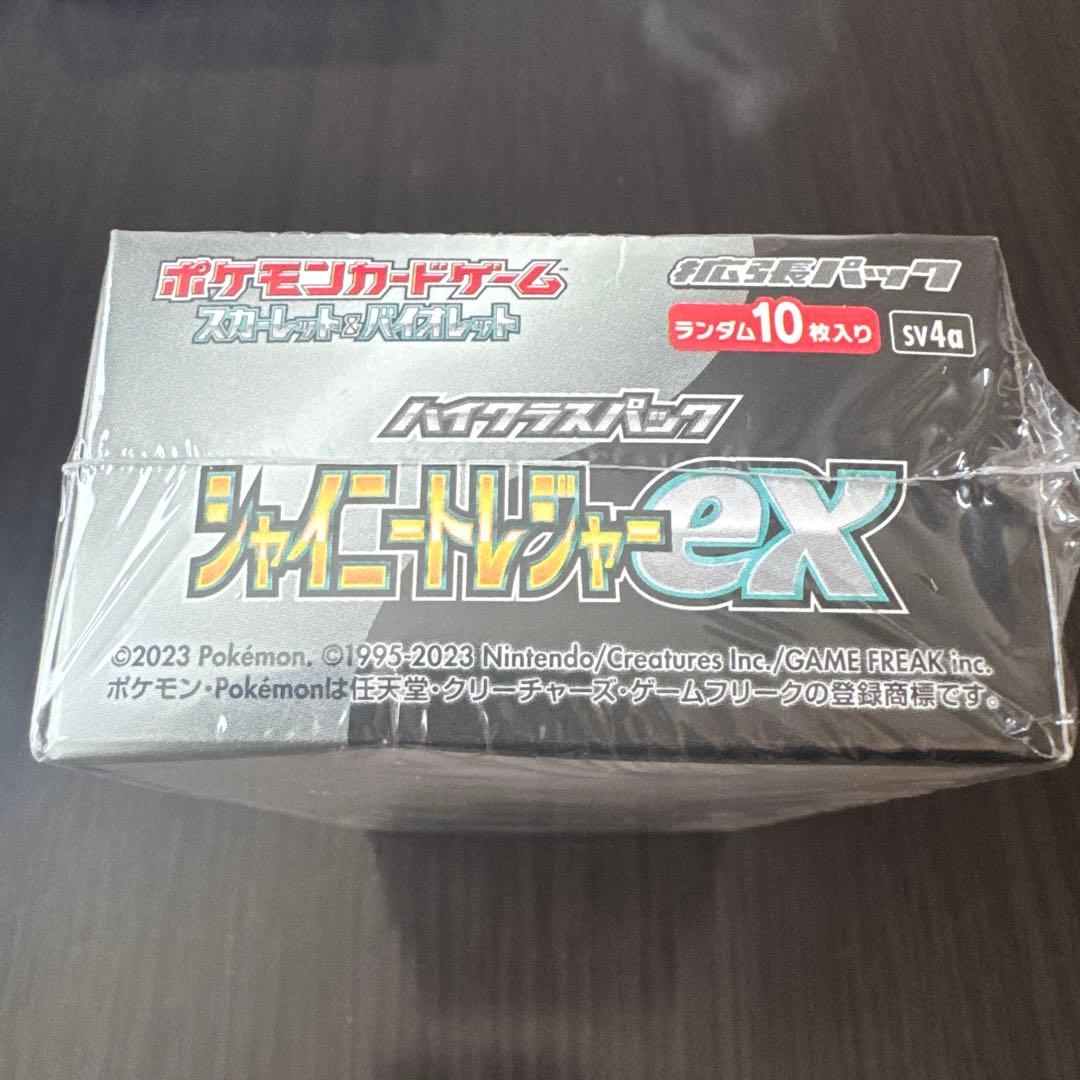 ポケモンカードゲーム
スカーレット&バイオレット
拡張パック
ランダム10枚入り
sv4a
ハイクラスパック
シャイニートレジャーex
©2023 Pokémon. ©1995-2023 Nintendo/Creatures Inc./GAME FREAK inc.
ポケモン・Pokémonは任天堂・クリーチャーズ・ゲームフリークの登録商標です。